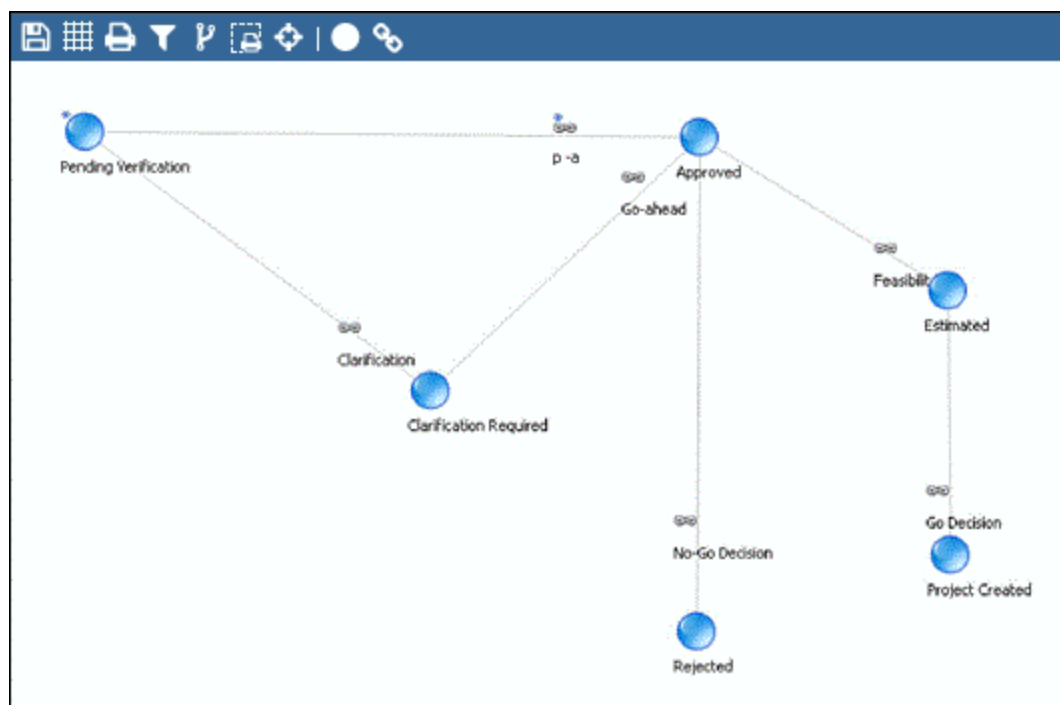 p -a
Pending Verification
Approved
Go-ahead
Feasibilit
Estimated
Clarification
Clarification Required
Go Decision
No-Go Decision
Project Created
Rejected